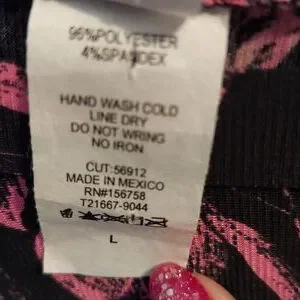 96%POLYESTER
4%SPANDEX
HAND WASH COLD
LINE DRY
DO NOT WRING
NO IRON
CUT:56912
MADE IN MEXICO
RN#156758
T21667-9044
L